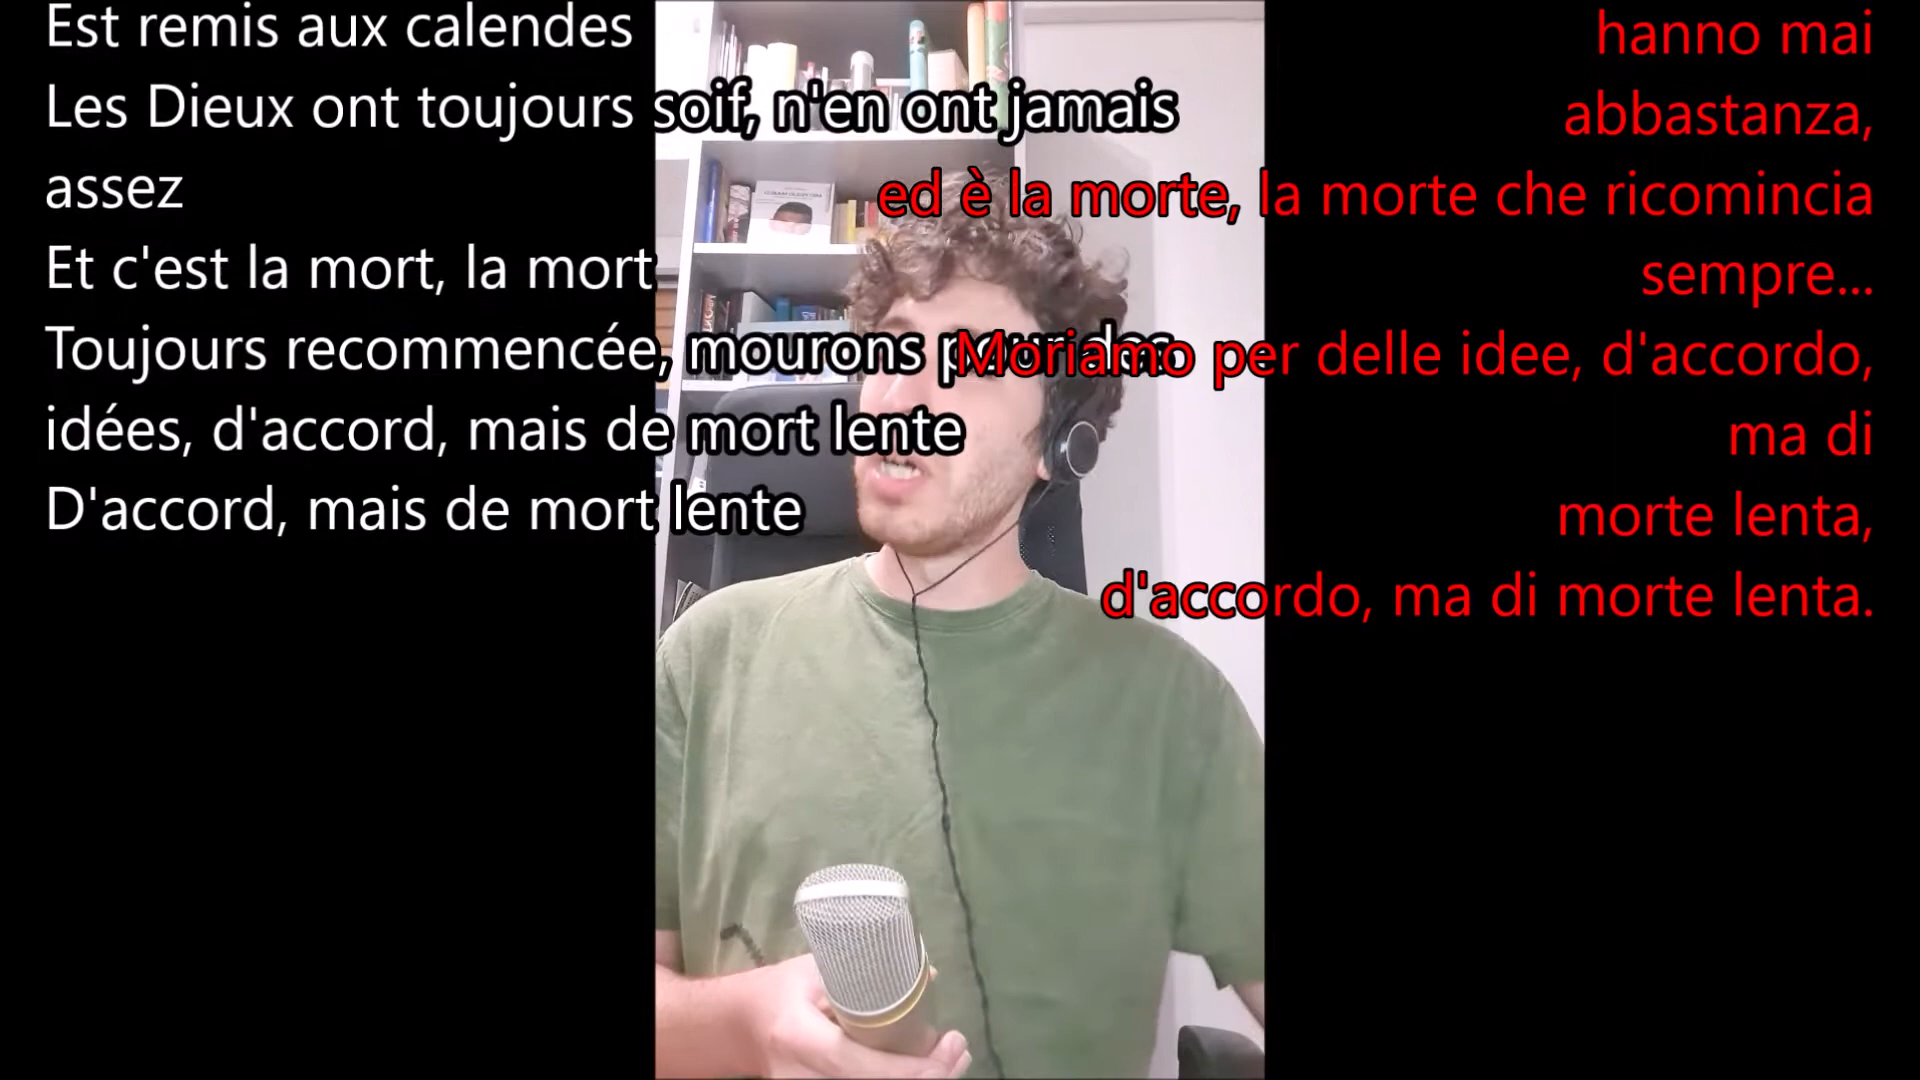 Est remis aux calendes
Les Dieux ont toujours soif, n'en ont jamais
assez
Et c'est la mort, la mort
Toujours recommencée, mourons pour des
idées, d'accord, mais de mort lente
D'accord, mais de mort lente
hanno mai
abbastanza,
ed è la morte, la morte che ricomincia
sempre...
Moriamo per delle idee, d'accordo,
ma di
morte lenta,
d'accordo, ma di morte lenta.